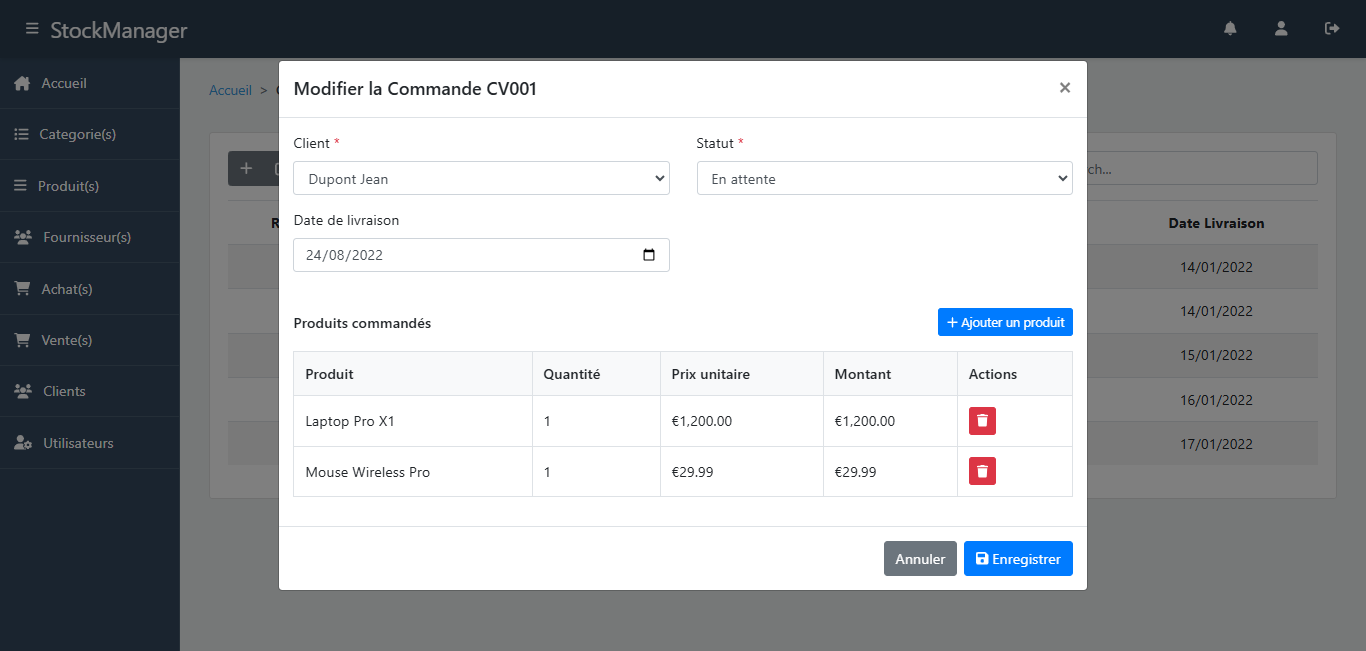 StockManager
Accueil
Categorie(s)
Produit(s)
Fournisseur(s)
Achat(s)
Vente(s)
Clients
Utilisateurs
Accueil >
Modifier la Commande CV001 ×
Client * Statut *
Dupont Jean En attente
Date de livraison
24/08/2022
Produits commandés + Ajouter un produit
Produit Quantité Prix unitaire Montant Actions
Laptop Pro X1 1 €1,200.00 €1,200.00
Mouse Wireless Pro 1 €29.99 €29.99
Annuler Enregistrer
Date Livraison
14/01/2022
14/01/2022
15/01/2022
16/01/2022
17/01/2022